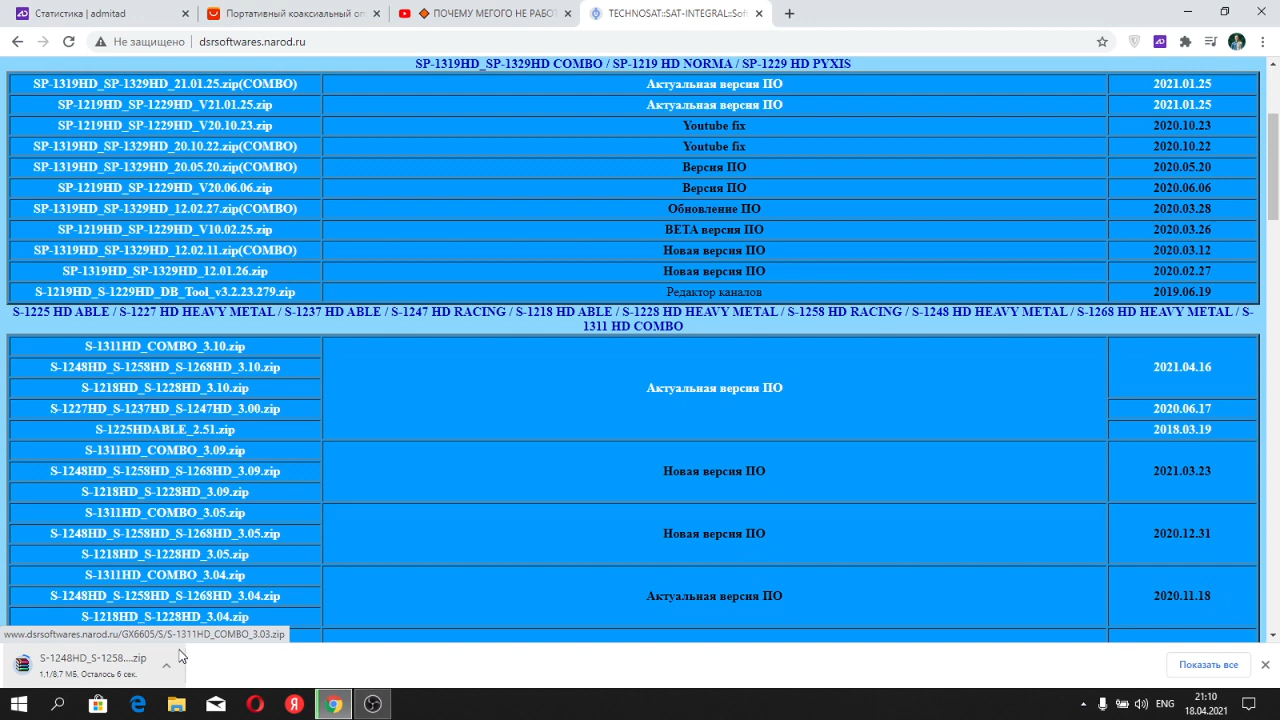 Статистика | admitad
Портативный коаксиальный оп
ПОЧЕМУ МЕГОГО НЕ РАБОТ
TECHNOSAT::SAT-INTEGRAL::Soft
Не защищено
dsrsoftwares.narod.ru
SP-1319HD_SP-1329HD COMBO / SP-1219 HD NORMA / SP-1229 HD PYXIS
SP-1319HD_SP-1329HD_21.01.25.zip(COMBO) Актуальная версия ПО 2021.01.25
SP-1219HD_SP-1229HD_V21.01.25.zip Актуальная версия ПО 2021.01.25
SP-1219HD_SP-1229HD_V20.10.23.zip Youtube fix 2020.10.23
SP-1319HD_SP-1329HD_20.10.22.zip(COMBO) Youtube fix 2020.10.22
SP-1319HD_SP-1329HD_20.05.20.zip(COMBO) Версия ПО 2020.05.20
SP-1219HD_SP-1229HD_V20.06.06.zip Версия ПО 2020.06.06
SP-1319HD_SP-1329HD_12.02.27.zip(COMBO) Обновление ПО 2020.03.28
SP-1219HD_SP-1229HD_V10.02.25.zip BETA версия ПО 2020.03.26
SP-1319HD_SP-1329HD_12.02.11.zip(COMBO) Новая версия ПО 2020.03.12
SP-1319HD_SP-1329HD_12.01.26.zip Новая версия ПО 2020.02.27
S-1219HD_S-1229HD_DB_Tool_v3.2.23.279.zip Редактор каналов 2019.06.19
S-1225 HD ABLE / S-1227 HD HEAVY METAL / S-1237 HD ABLE / S-1247 HD RACING / S-1218 HD ABLE / S-1228 HD HEAVY METAL / S-1258 HD RACING / S-1248 HD HEAVY METAL / S-1268 HD HEAVY METAL / S-
1311 HD COMBO
S-1311HD_COMBO_3.10.zip
S-1248HD_S-1258HD_S-1268HD_3.10.zip 2021.04.16
S-1218HD_S-1228HD_3.10.zip Актуальная версия ПО
S-1227HD_S-1237HD_S-1247HD_3.00.zip 2020.06.17
S-1225HDABLE_2.51.zip 2018.03.19
S-1311HD_COMBO_3.09.zip
S-1248HD_S-1258HD_S-1268HD_3.09.zip Новая версия ПО 2021.03.23
S-1218HD_S-1228HD_3.09.zip
S-1311HD_COMBO_3.05.zip
S-1248HD_S-1258HD_S-1268HD_3.05.zip Новая версия ПО 2020.12.31
S-1218HD_S-1228HD_3.05.zip
S-1311HD_COMBO_3.04.zip
S-1248HD_S-1258HD_S-1268HD_3.04.zip Актуальная версия ПО 2020.11.18
S-1218HD_S-1228HD_3.04.zip
www.dsrsoftwares.narod.ru/GX6605/S/S-1311HD_COMBO_3.03.zip
S-1248HD_S-1258....zip
1,1/8,7 МБ, Осталось 6 сек.
Показать все
ENG
21:10
18.04.2021